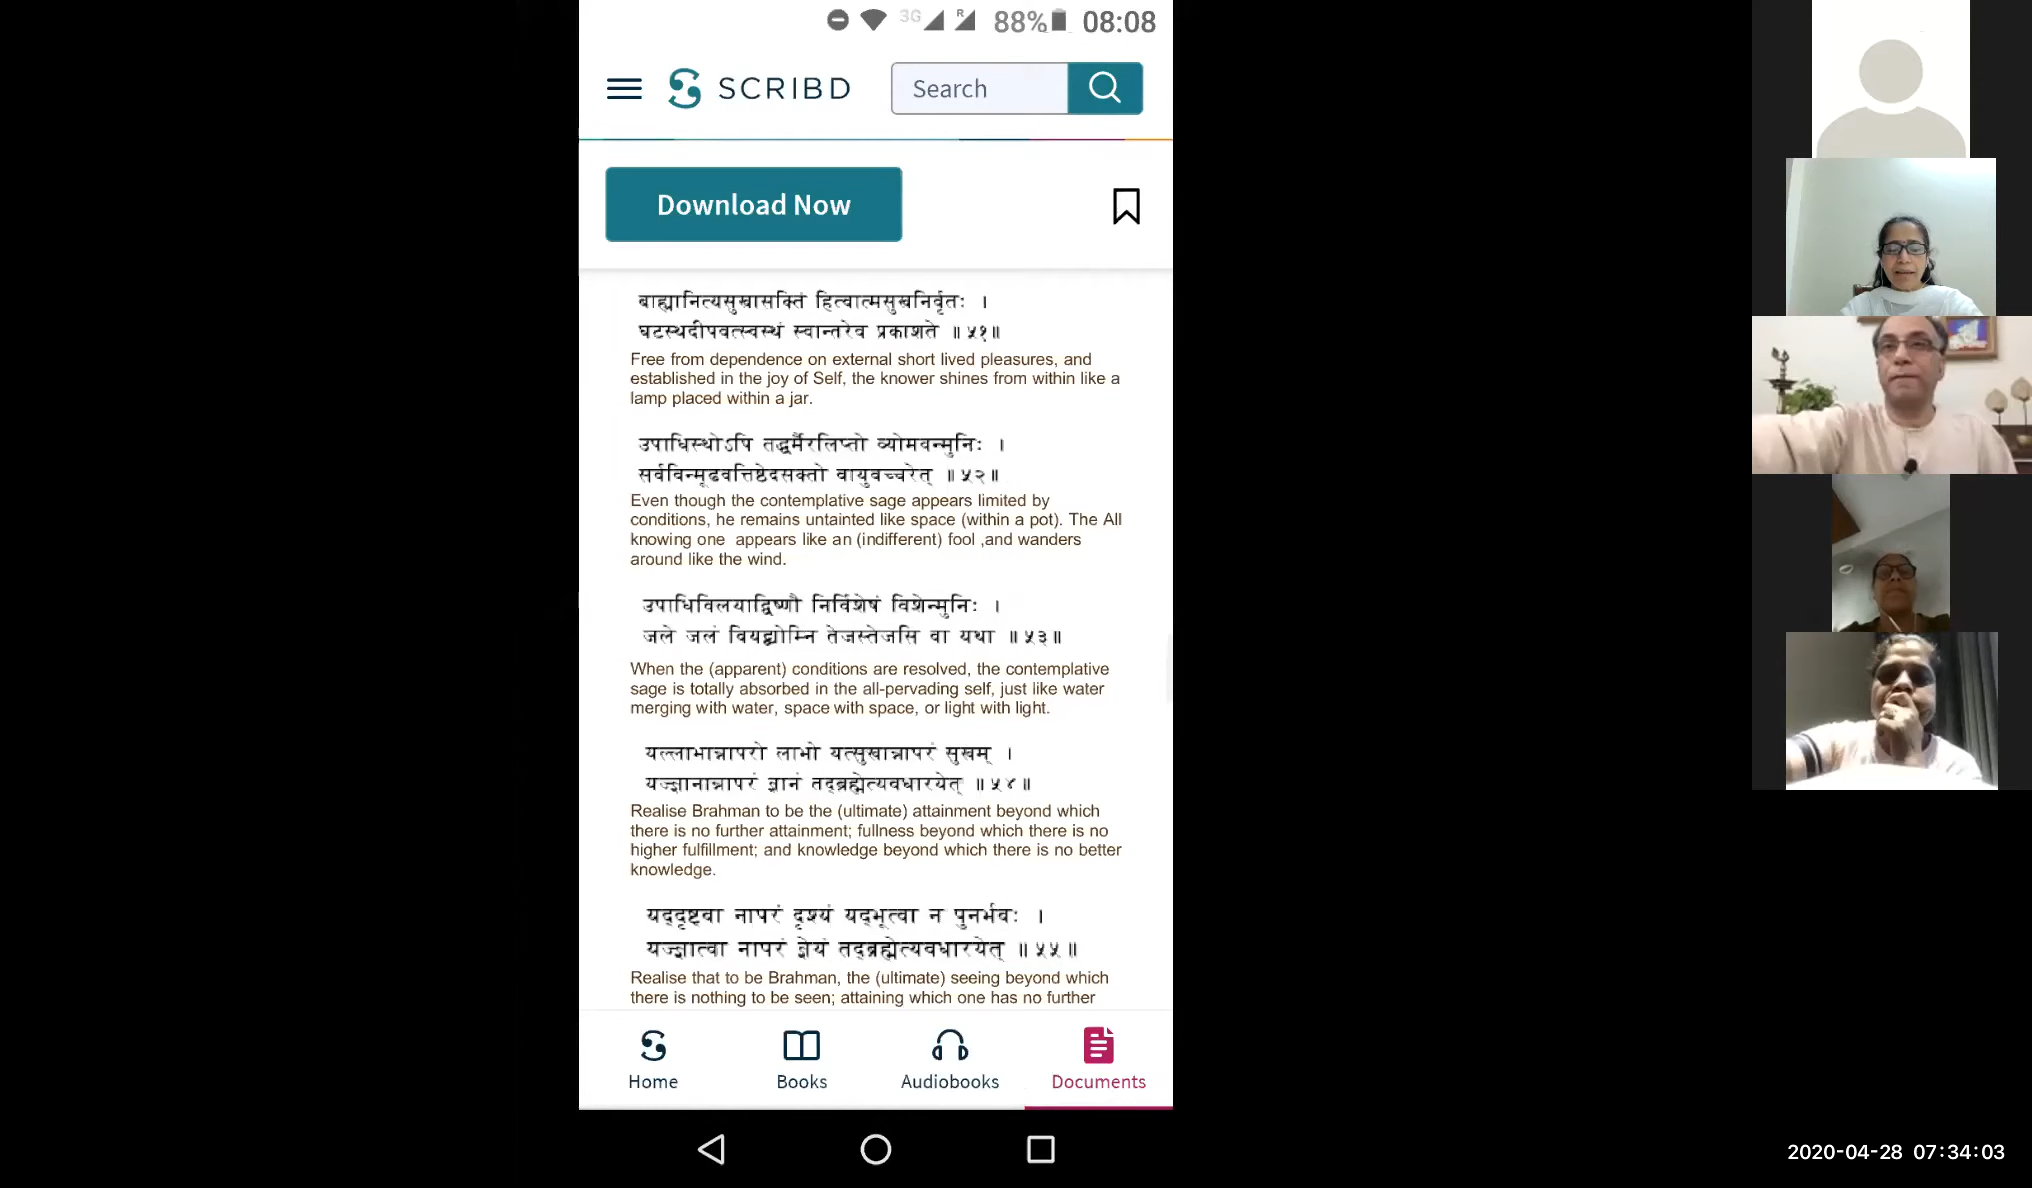 3G R 88% 08:08
SCRIBD Search
Download Now
बाह्यानित्यसुखासक्तिं हित्वात्मसुखनिर्वृतः ।
घटस्थदीपवत्स्वस्थं स्वान्तरेव प्रकाशते ॥ ५१॥
Free from dependence on external short lived pleasures, and
established in the joy of Self, the knower shines from within like a
lamp placed within a jar.
उपाधिस्थोऽपि तद्धर्मैरलिप्तो व्योमवन्मुनिः ।
सर्वविन्मूढवत्तिष्ठेदसक्तो वायुवच्चरेत् ॥ ५२॥
Even though the contemplative sage appears limited by
conditions, he remains untainted like space (within a pot). The All
knowing one appears like an (indifferent) fool ,and wanders
around like the wind.
उपाधिविलयाद्विष्णौ निर्विशेषं विशेन्मुनिः ।
जले जलं वियद्व्योम्नि तेजस्तेजसि वा यथा ॥ ५३॥
When the (apparent) conditions are resolved, the contemplative
sage is totally absorbed in the all-pervading self, just like water
merging with water, space with space, or light with light.
यल्लाभान्नापरो लाभो यत्सुखान्नापरं सुखम् ।
यज्ज्ञानान्नापरं ज्ञानं तद्ब्रह्मेत्यवधारयेत् ॥ ५४॥
Realise Brahman to be the (ultimate) attainment beyond which
there is no further attainment; fullness beyond which there is no
higher fulfillment; and knowledge beyond which there is no better
knowledge.
यद्दृष्ट्वा नापरं दृश्यं यद्भूत्वा न पुनर्भवः ।
यज्ज्ञात्वा नापरं ज्ञेयं तद्ब्रह्मेत्यवधारयेत् ॥ ५५॥
Realise that to be Brahman, the (ultimate) seeing beyond which
there is nothing to be seen; attaining which one has no further
Home Books Audiobooks Documents
2020-04-28 07:34:03